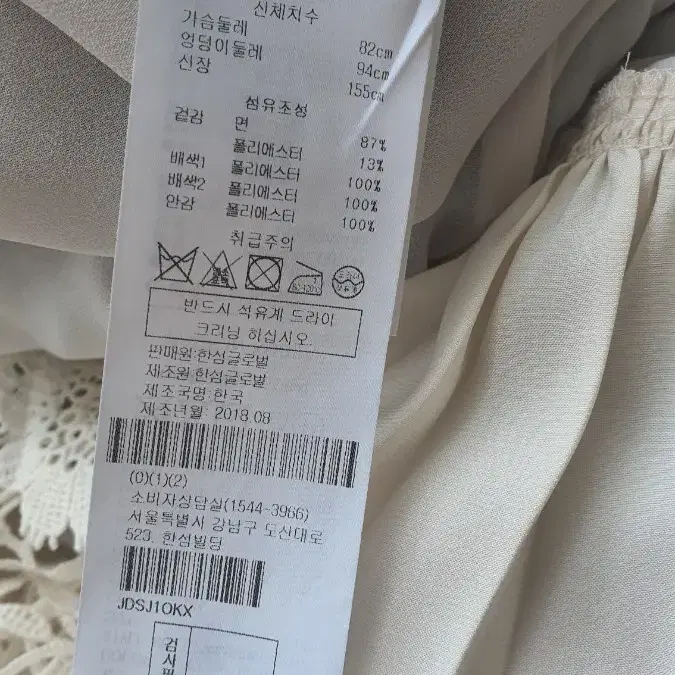 신체치수
가슴둘레 82cm
엉덩이둘레 94cm
신장 155cm
섬유조성
겉감 면 87%
폴리에스터 13%
배색1 폴리에스터 100%
배색2 폴리에스터 100%
안감 폴리에스터 100%
취급주의
반드시 석유계 드라이
크리닝 하십시오.
판매원:한섬글로벌
제조원:한섬글로벌
제조국명:한국
제조년월: 2018.08
(0)(1)(2)
소비자상담실(1544-3966)
서울특별시 강남구 도산대로
523. 한섬빌딩
JDSJ1OKX
검사필